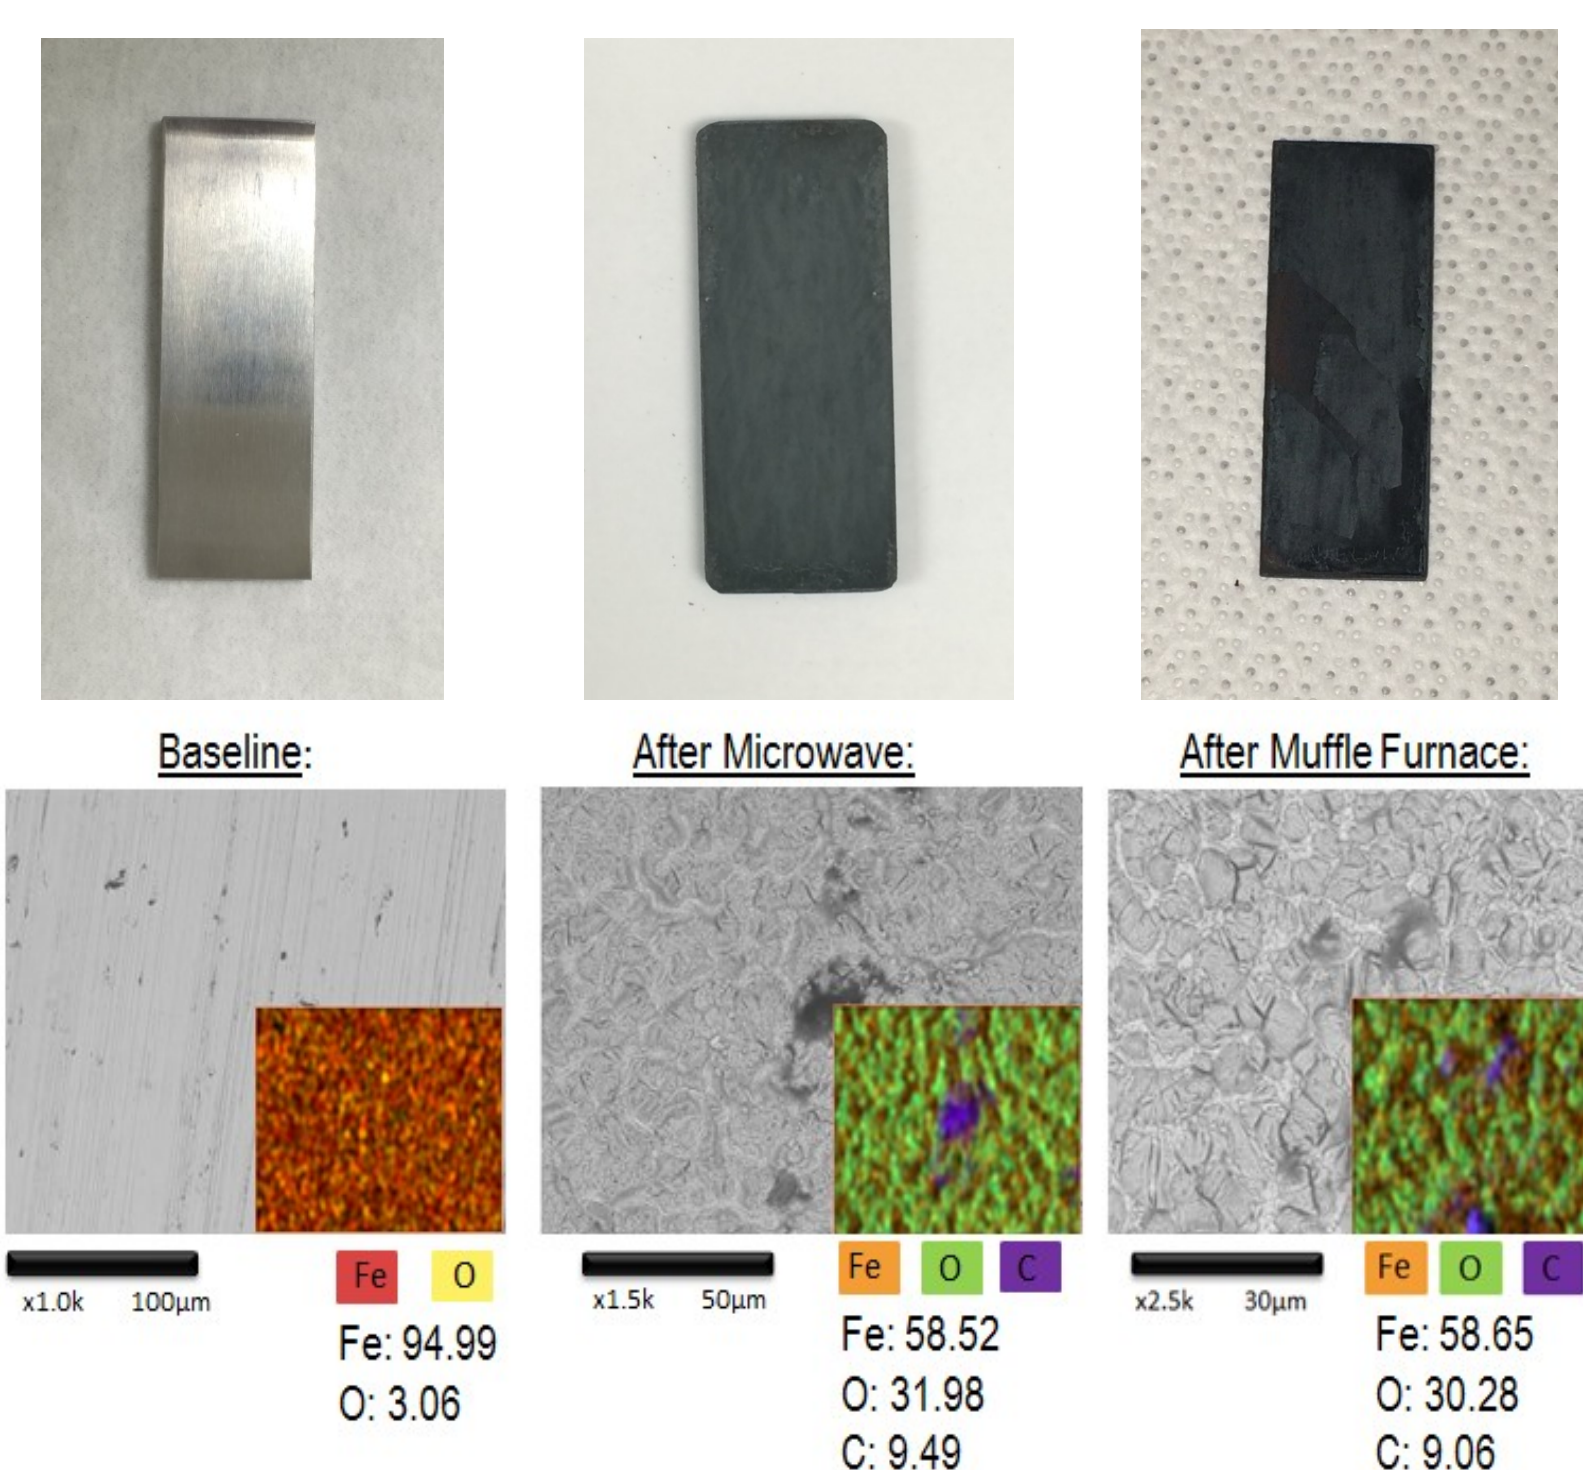 Baseline:
After Microwave:
After Muffle Furnace:
Fe O
x1.0k 100µm
Fe: 94.99
O: 3.06
Fe O C
x1.5k 50µm
Fe: 58.52
O: 31.98
C: 9.49
Fe O C
x2.5k 30µm
Fe: 58.65
O: 30.28
C: 9.06